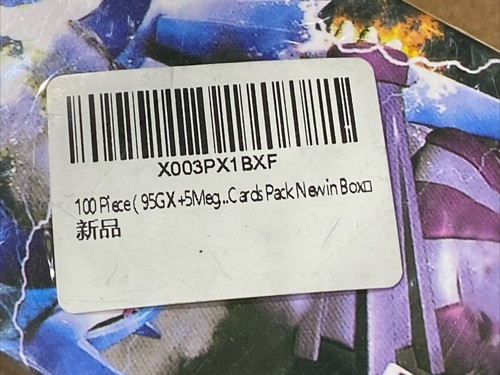 X003PX1BXF
100 Piece ( 95GX +5Meg...Cards Pack New in Box□
新品